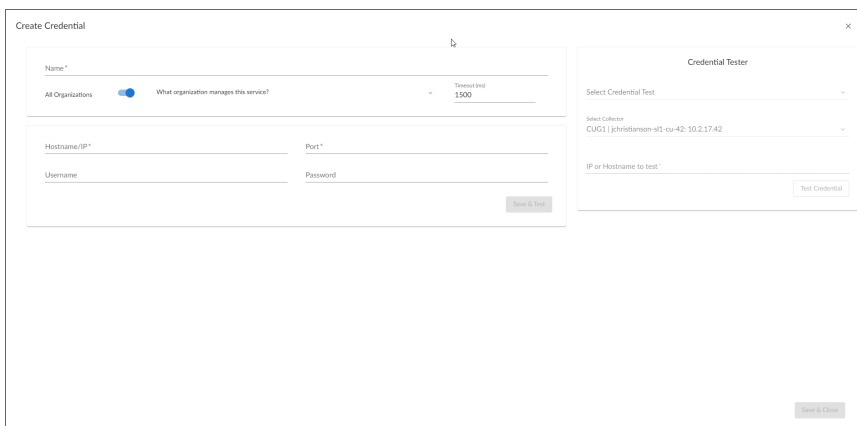 Create Credential
×
Name *
All Organizations
What organization manages this service?
Timeout (ms)
1500
Hostname/IP*
Port *
Username
Password
Save & Test
Credential Tester
Select Credential Test
Select Collector
CUG1 | jchristianson-sl1-cu-42: 10.2.17.42
IP or Hostname to test *
Test Credential
Save & Close